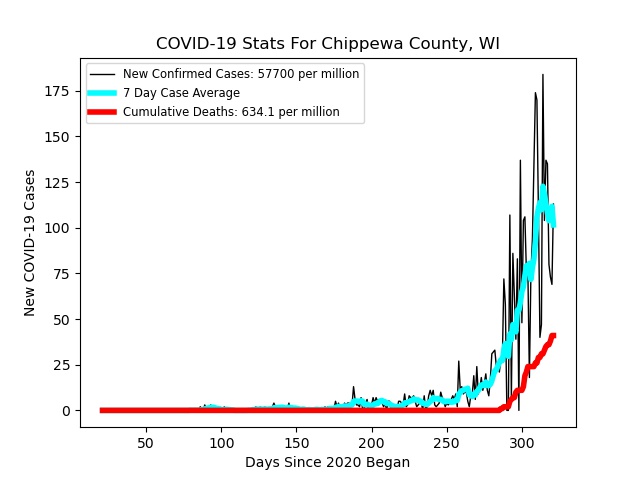 COVID-19 Stats For Chippewa County, WI
New Confirmed Cases: 57700 per million
7 Day Case Average
Cumulative Deaths: 634.1 per million
New COVID-19 Cases
175
150
125
100
75
50
25
0
50
100
150
200
250
300
Days Since 2020 Began